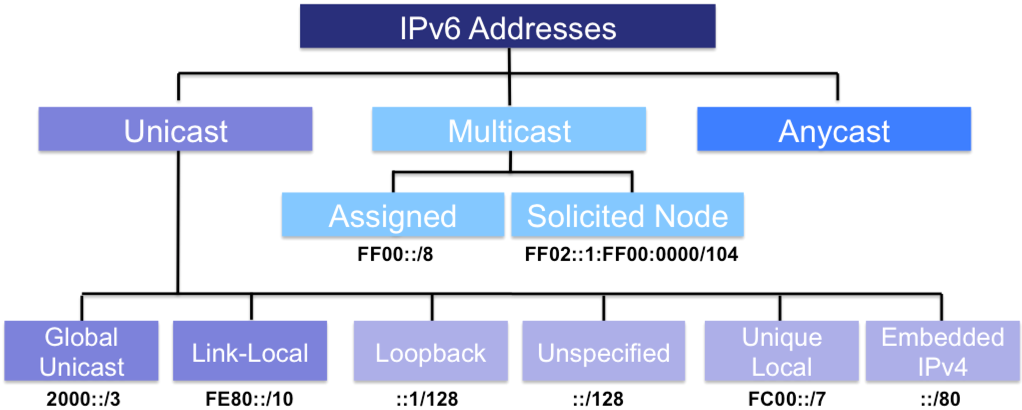 IPv6 Addresses
Unicast
Multicast
Anycast
Assigned
Solicited Node
FF00::/8
FF02::1:FF00:0000/104
Global
Unicast
Link-Local
Loopback
Unspecified
Unique
Local
Embedded
IPv4
2000::/3
FE80::/10
::1/128
::/128
FC00::/7
::/80